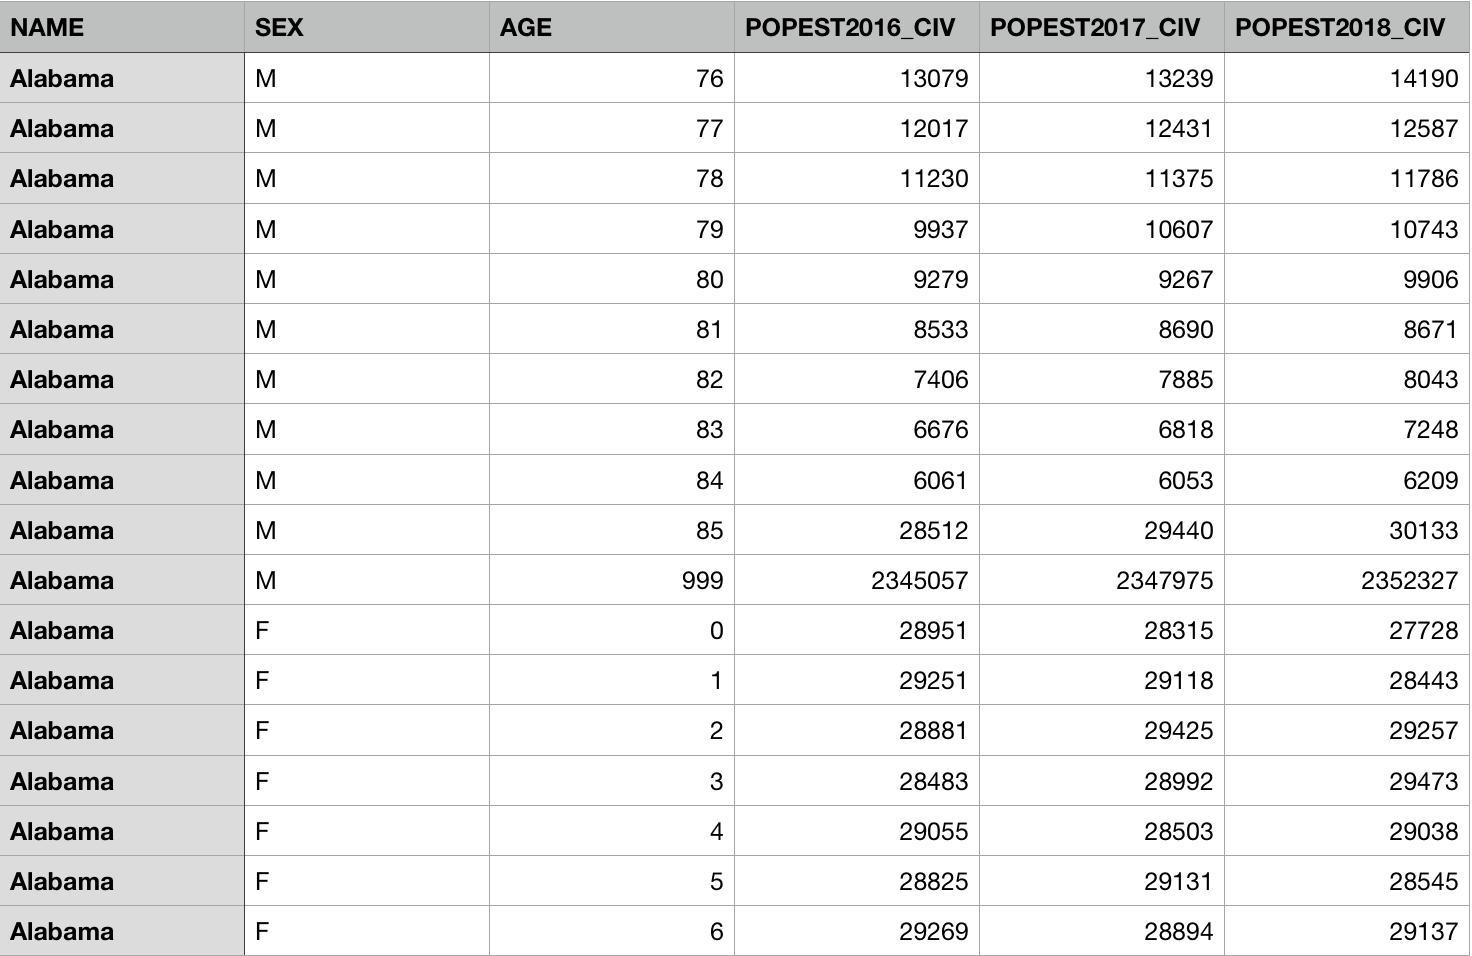 NAME SEX AGE POPEST2016_CIV POPEST2017_CIV POPEST2018_CIV
Alabama M 76 13079 13239 14190
Alabama M 77 12017 12431 12587
Alabama M 78 11230 11375 11786
Alabama M 79 9937 10607 10743
Alabama M 80 9279 9267 9906
Alabama M 81 8533 8690 8671
Alabama M 82 7406 7885 8043
Alabama M 83 6676 6818 7248
Alabama M 84 6061 6053 6209
Alabama M 85 28512 29440 30133
Alabama M 999 2345057 2347975 2352327
Alabama F 0 28951 28315 27728
Alabama F 1 29251 29118 28443
Alabama F 2 28881 29425 29257
Alabama F 3 28483 28992 29473
Alabama F 4 29055 28503 29038
Alabama F 5 28825 29131 28545
Alabama F 6 29269 28894 29137